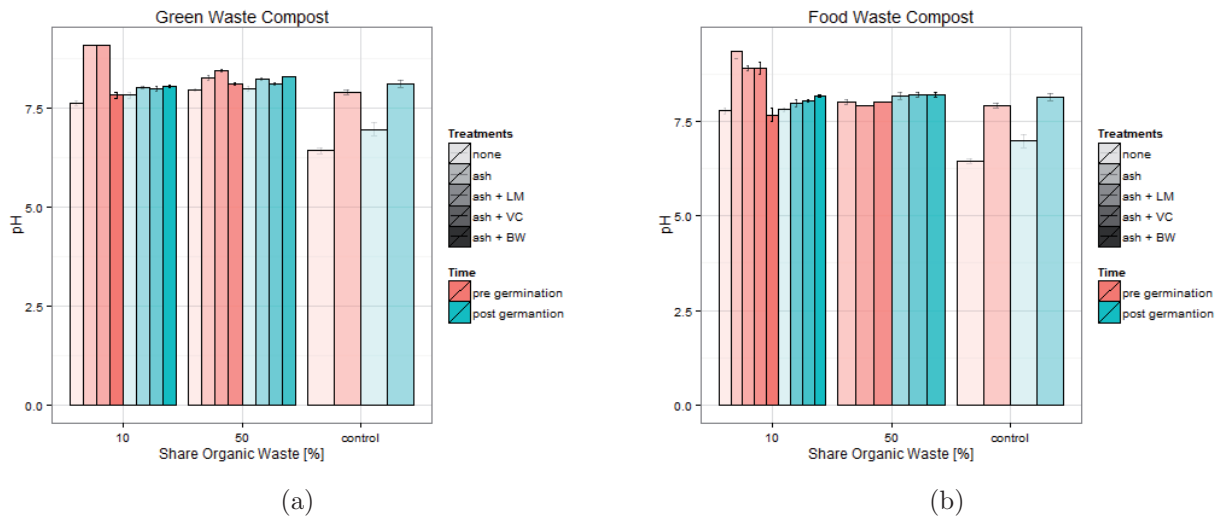 Green Waste Compost
7.5
5.0
2.5
0.0
pH
10
50
control
Share Organic Waste [%]
Treatments
none
ash
ash + LM
ash + VC
ash + BW
Time
pre germination
post germantion
(a)
Food Waste Compost
7.5
5.0
2.5
0.0
pH
10
50
control
Share Organic Waste [%]
Treatments
none
ash
ash + LM
ash + VC
ash + BW
Time
pre germination
post germantion
(b)